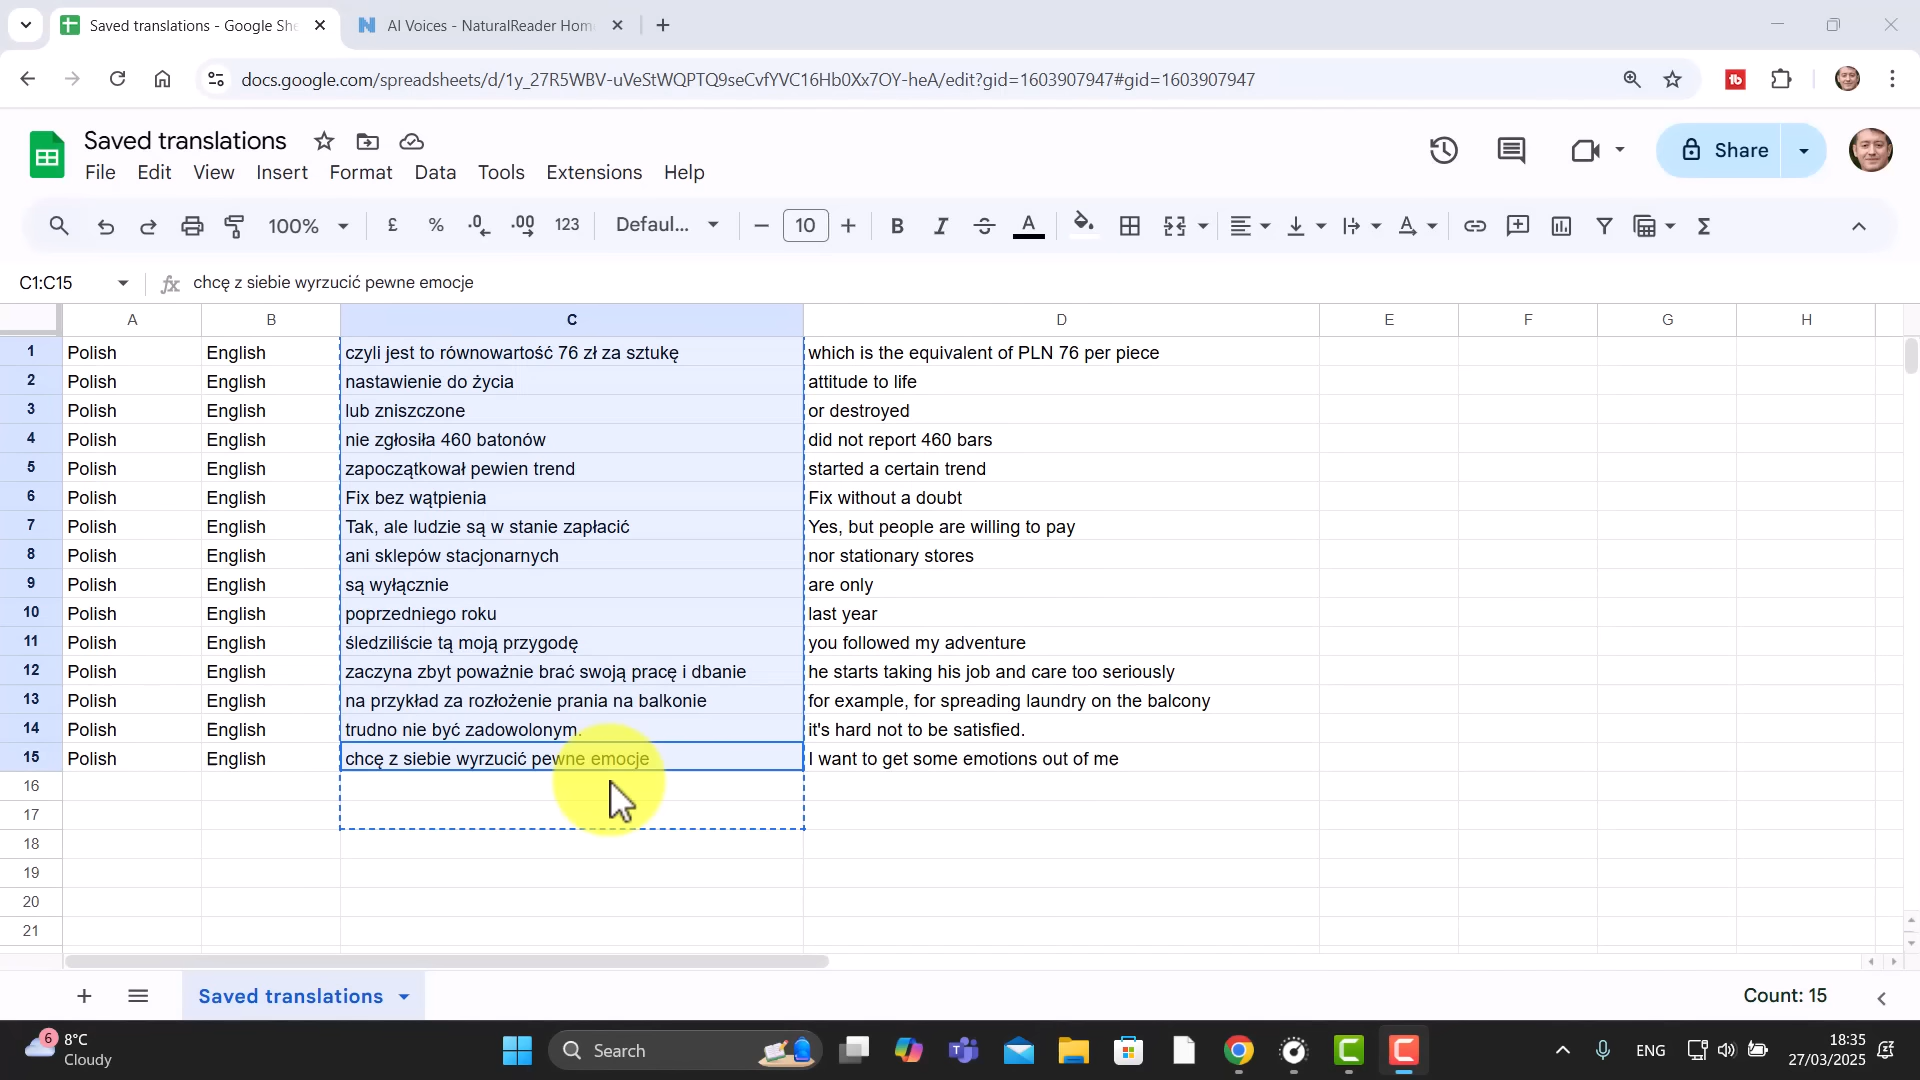 Saved translations - Google She
AI Voices - NaturalReader Hom
docs.google.com/spreadsheets/d/1y_27R5WBV-uVeStWQPTQ9seCvfYVC16Hb0Xx7OY-heA/edit?gid=1603907947#gid=1603907947
Saved translations
Share
File Edit View Insert Format Data Tools Extensions Help
100% £ % .0 .00 123 Defaul... 10 B I A
C1:C15 fx chcę z siebie wyrzucić pewne emocje
A B C D E F G H
1 Polish English czyli jest to równowartość 76 zł za sztukę which is the equivalent of PLN 76 per piece
2 Polish English nastawienie do życia attitude to life
3 Polish English lub zniszczone or destroyed
4 Polish English nie zgłosiła 460 batonów did not report 460 bars
5 Polish English zapoczątkował pewien trend started a certain trend
6 Polish English Fix bez wątpienia Fix without a doubt
7 Polish English Tak, ale ludzie są w stanie zapłacić Yes, but people are willing to pay
8 Polish English ani sklepów stacjonarnych nor stationary stores
9 Polish English są wyłącznie are only
10 Polish English poprzedniego roku last year
11 Polish English śledziliście tą moją przygodę you followed my adventure
12 Polish English zaczyna zbyt poważnie brać swoją pracę i dbanie he starts taking his job and care too seriously
13 Polish English na przykład za rozłożenie prania na balkonie for example, for spreading laundry on the balcony
14 Polish English trudno nie być zadowolonym. it's hard not to be satisfied.
15 Polish English chcę z siebie wyrzucić pewne emocje I want to get some emotions out of me
16
17
18
19
20
21
Saved translations
Count: 15
6 8°C
Cloudy
Search
ENG
18:35
27/03/2025